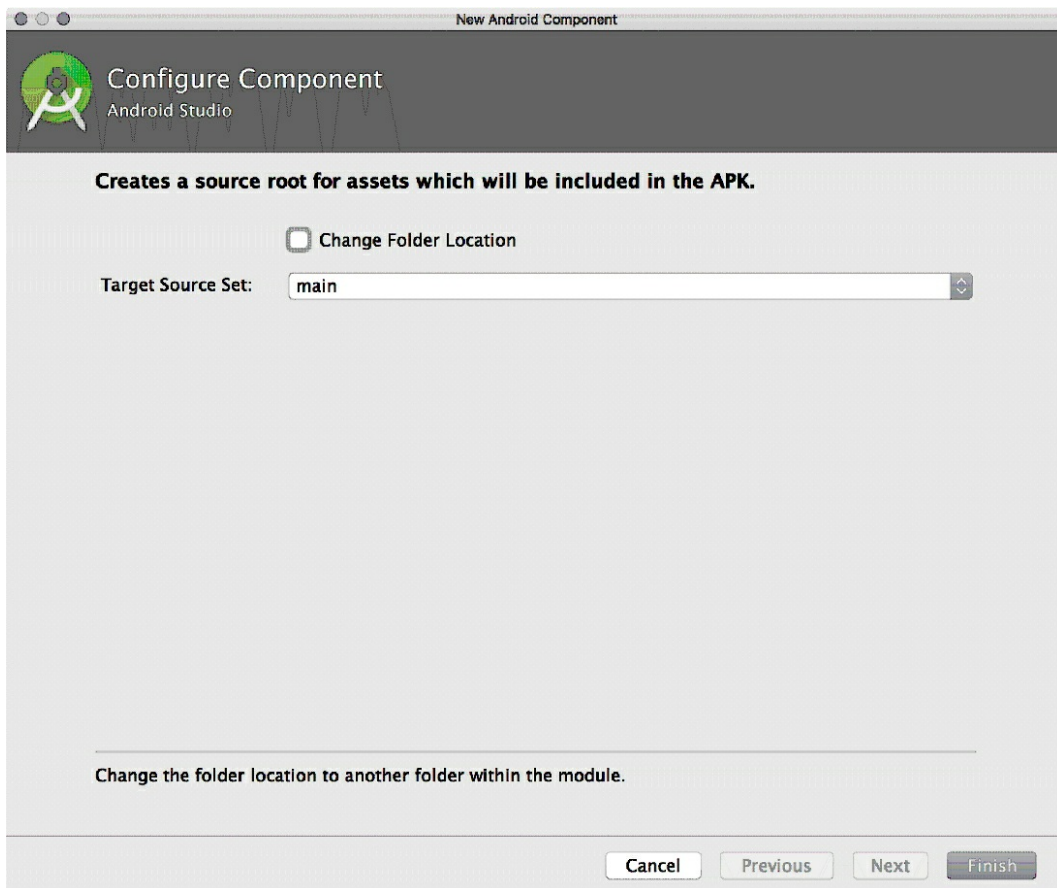 New Android Component
Configure Component
Android Studio
Creates a source root for assets which will be included in the APK.
Change Folder Location
Target Source Set:
main
Change the folder location to another folder within the module.
Cancel
Previous
Next
Finish